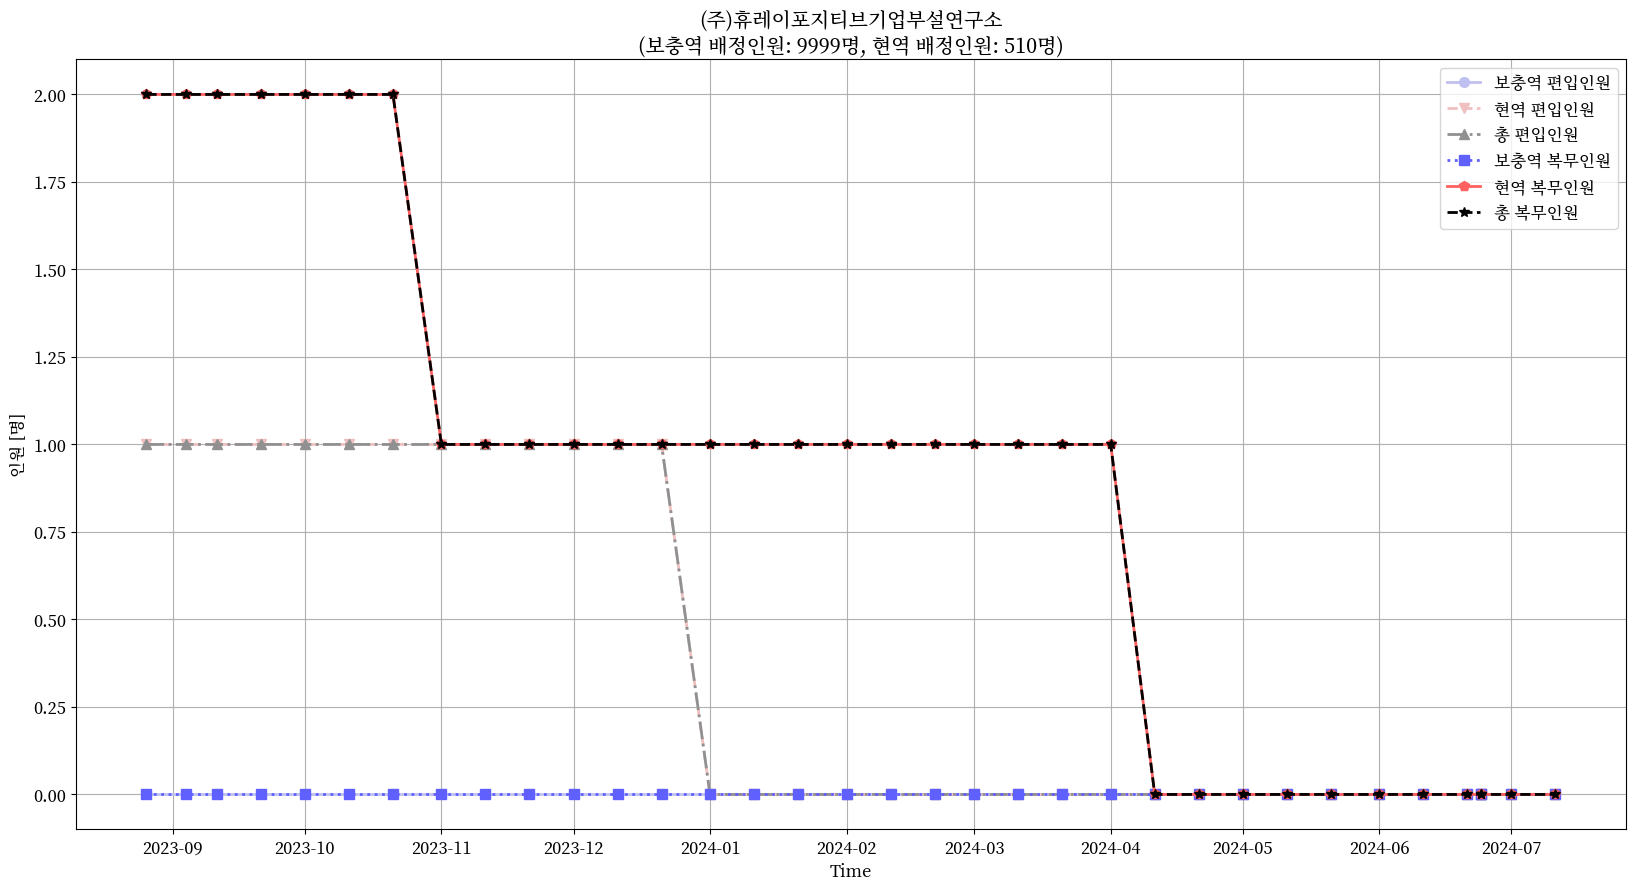 (주)휴레이포지티브기업부설연구소
(보충역 배정인원: 9999명, 현역 배정인원: 510명)
보충역 편입인원
현역 편입인원
총 편입인원
보충역 복무인원
현역 복무인원
총 복무인원
인원 [명]
2.00
1.75
1.50
1.25
1.00
0.75
0.50
0.25
0.00
2023-09 2023-10 2023-11 2023-12 2024-01 2024-02 2024-03 2024-04 2024-05 2024-06 2024-07
Time